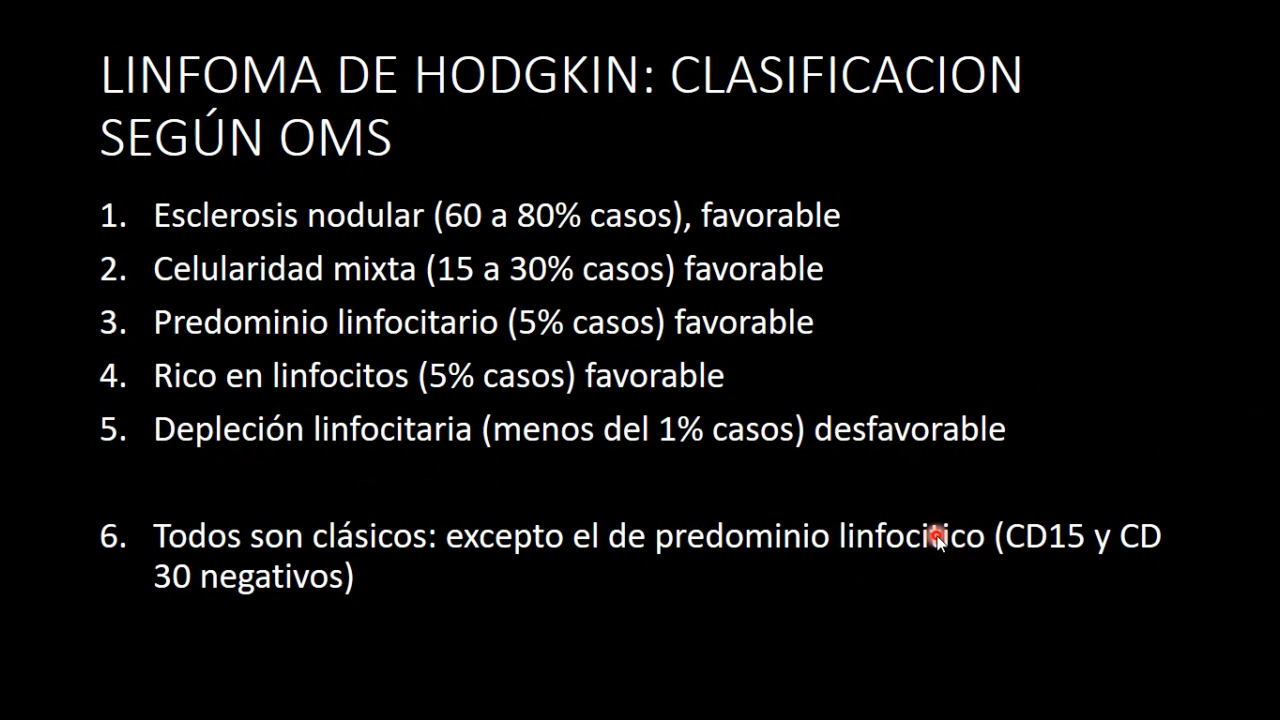 LINFOMA DE HODGKIN: CLASIFICACION
SEGÚN OMS
1. Esclerosis nodular (60 a 80% casos), favorable
2. Celularidad mixta (15 a 30% casos) favorable
3. Predominio linfocitario (5% casos) favorable
4. Rico en linfocitos (5% casos) favorable
5. Depleción linfocitaria (menos del 1% casos) desfavorable
6. Todos son clásicos: excepto el de predominio linfocitico (CD15 y CD
30 negativos)